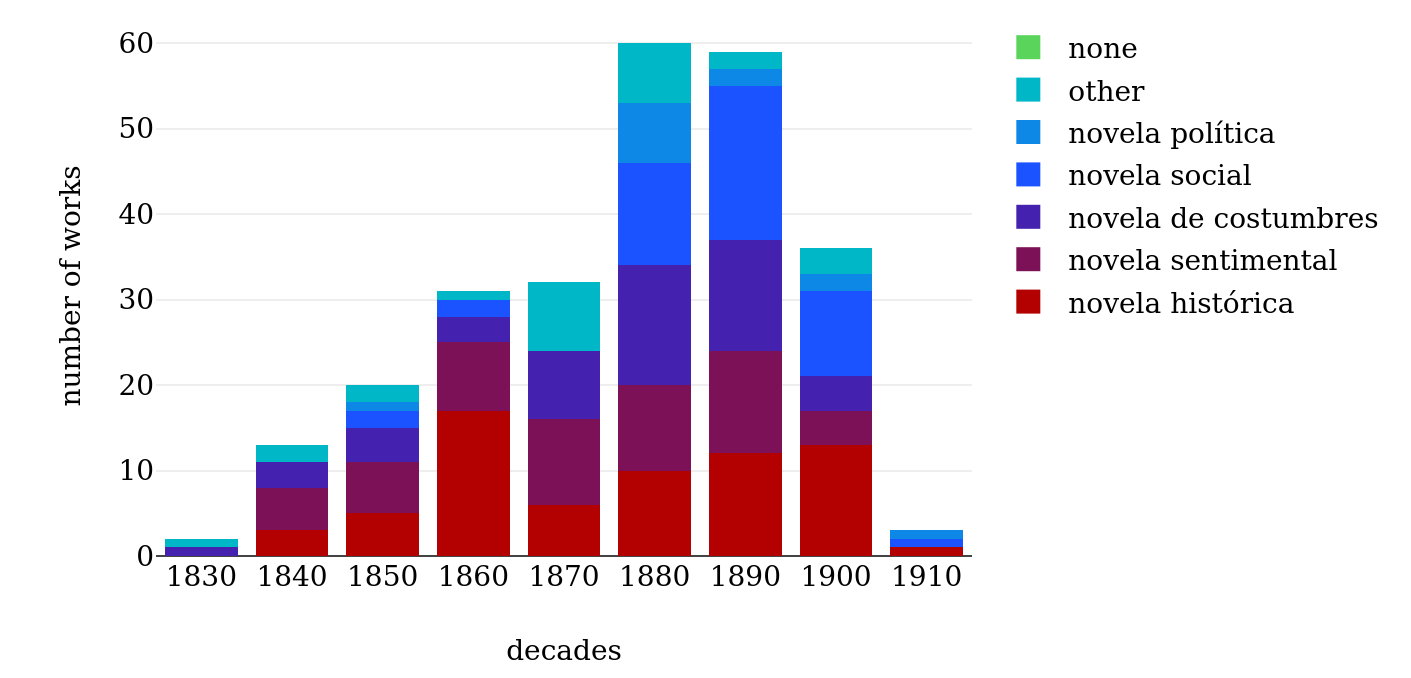 60
50
40
30
20
10
0
number of works
1830 1840 1850 1860 1870 1880 1890 1900 1910
decades
none
other
novela política
novela social
novela de costumbres
novela sentimental
novela histórica